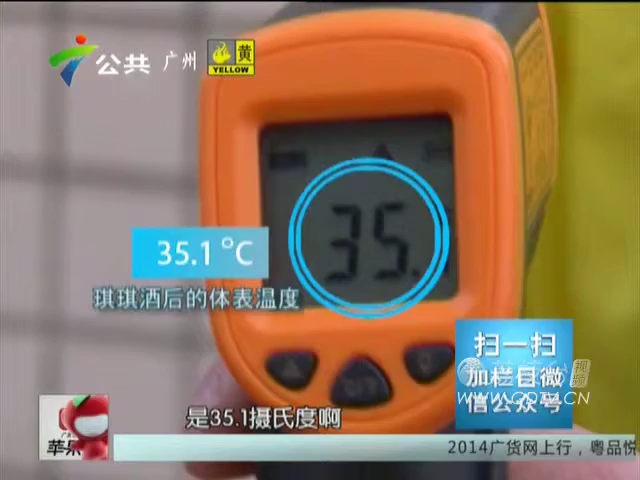 公共 广州 黄
YELLOW
35.
35.1 °C
琪琪酒后的体表温度
扫一扫
加栏目微
信公众号
是35.1摄氏度啊
苹果
2014广货网上行，粤品悦